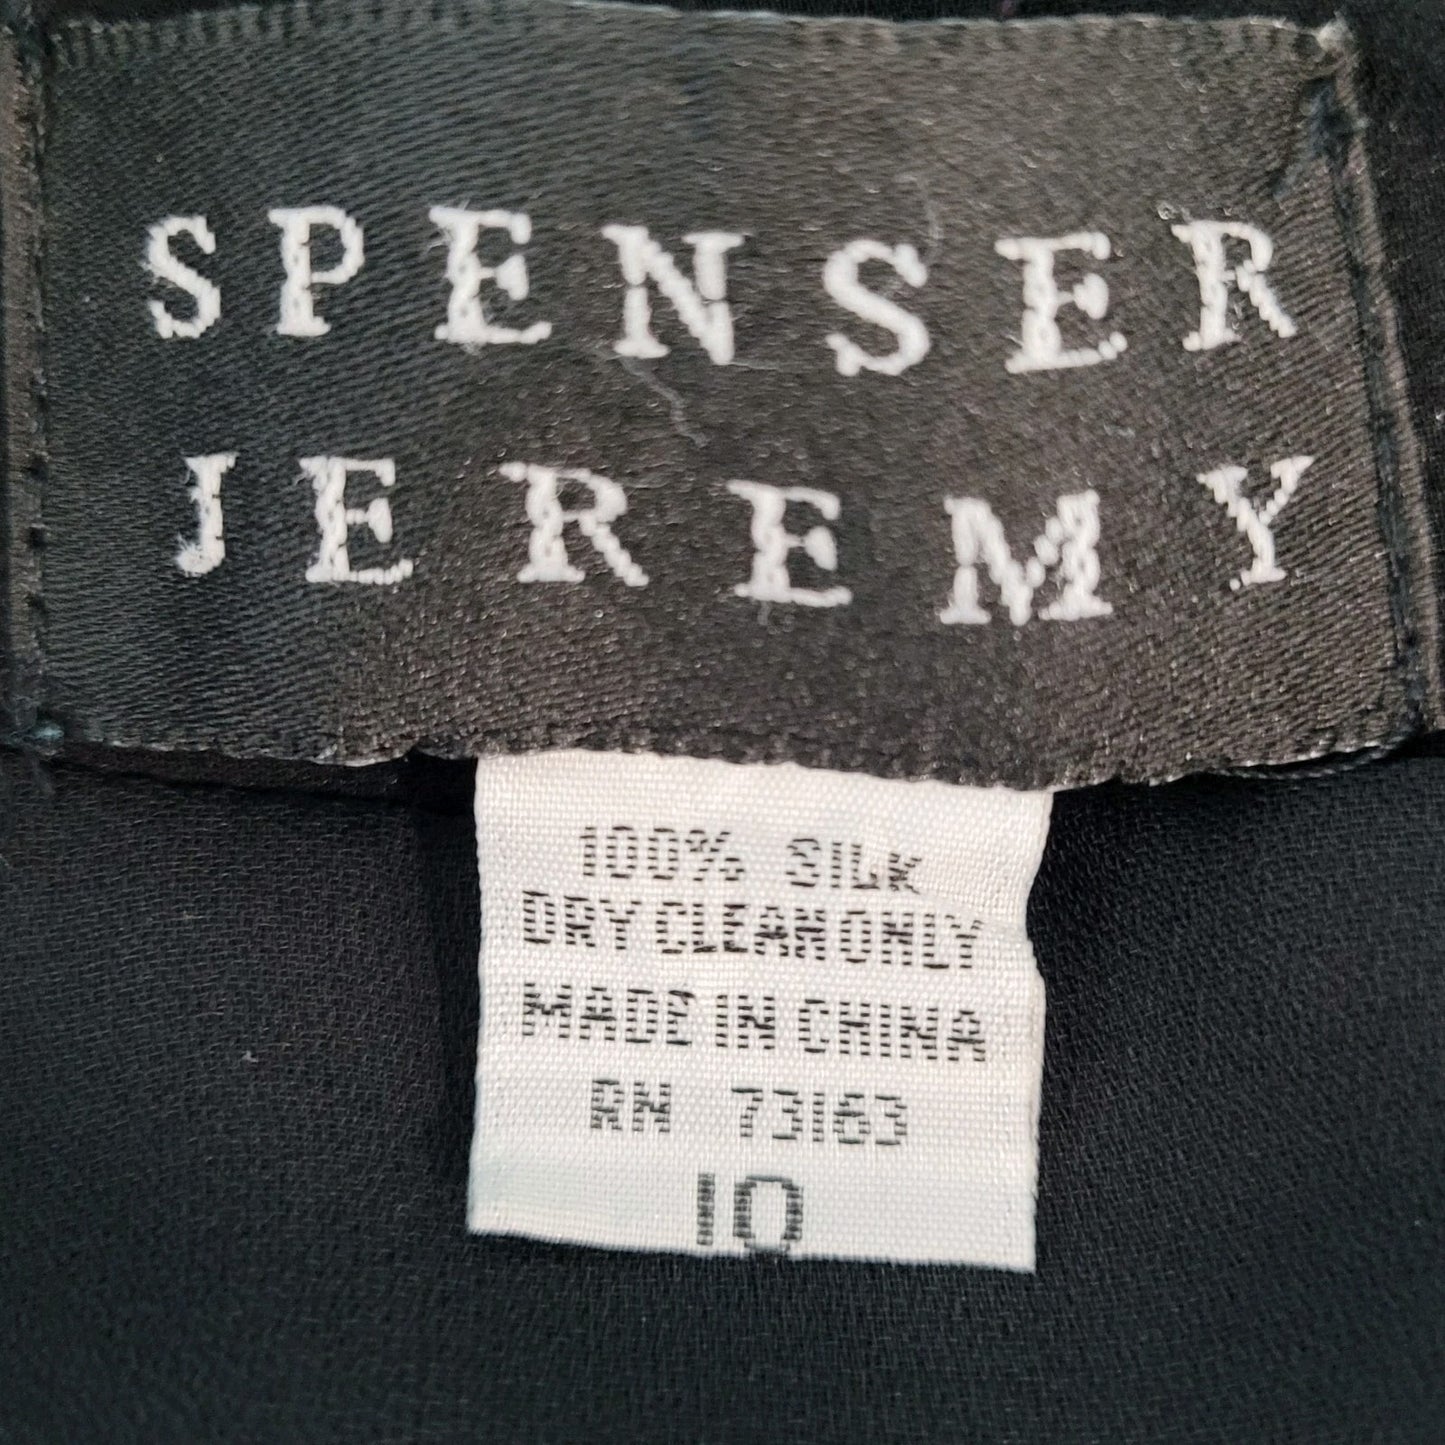 SPENSER
JEREMY
100% SILK
DRY CLEAN ONLY
MADE IN CHINA
RN 73163
10